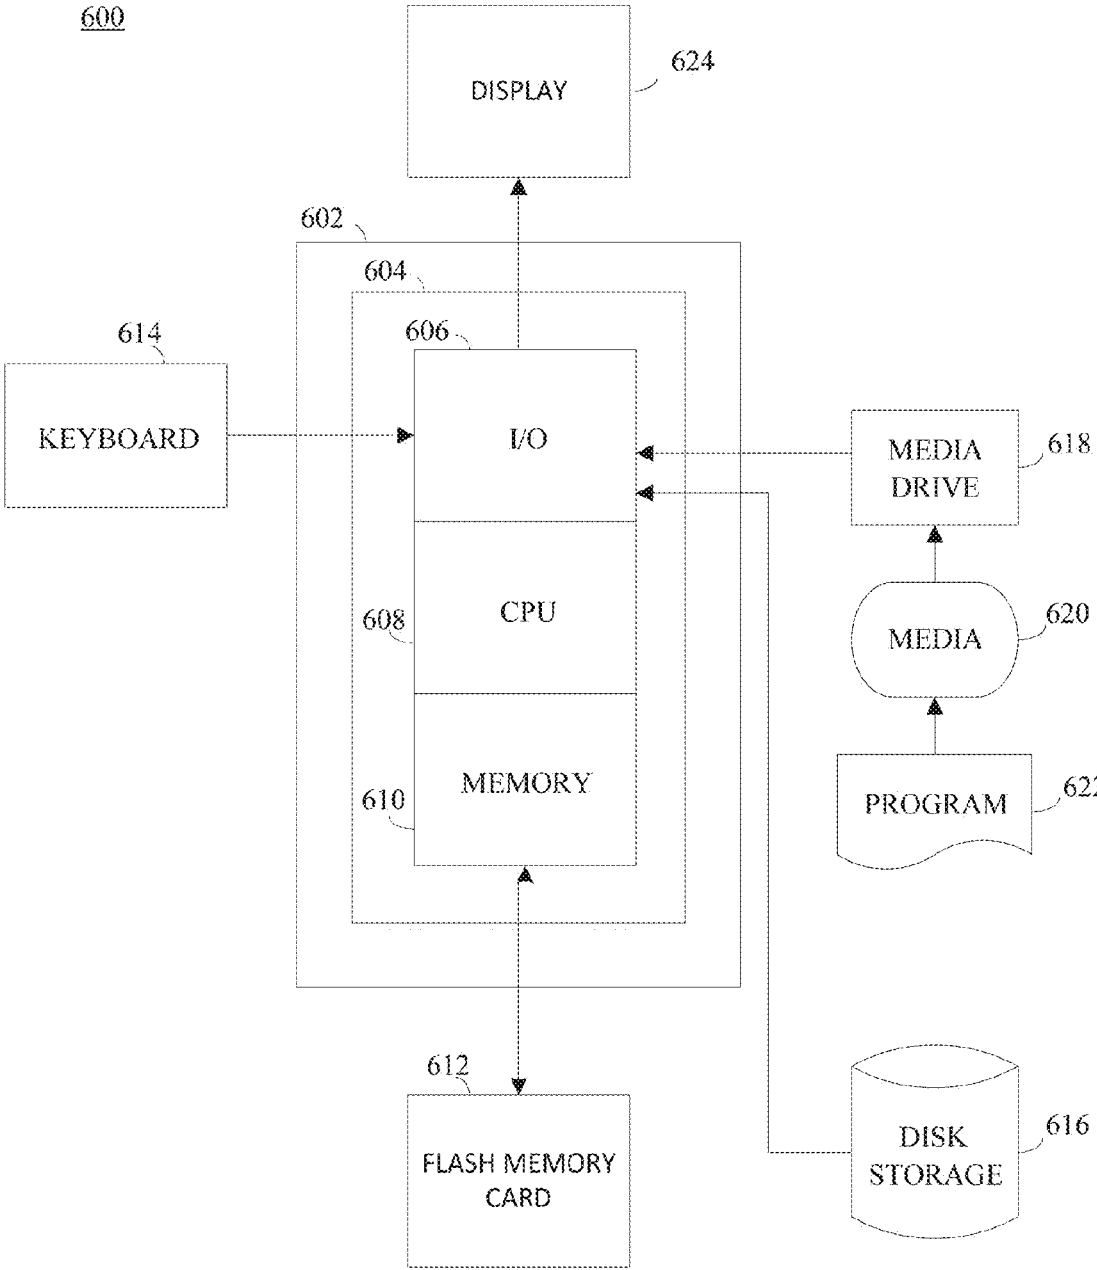 600
DISPLAY
624
602
604
614
606
KEYBOARD
I/O
MEDIA
DRIVE
618
608
CPU
MEDIA
620
610
MEMORY
PROGRAM
622
612
FLASH MEMORY
CARD
DISK
STORAGE
616